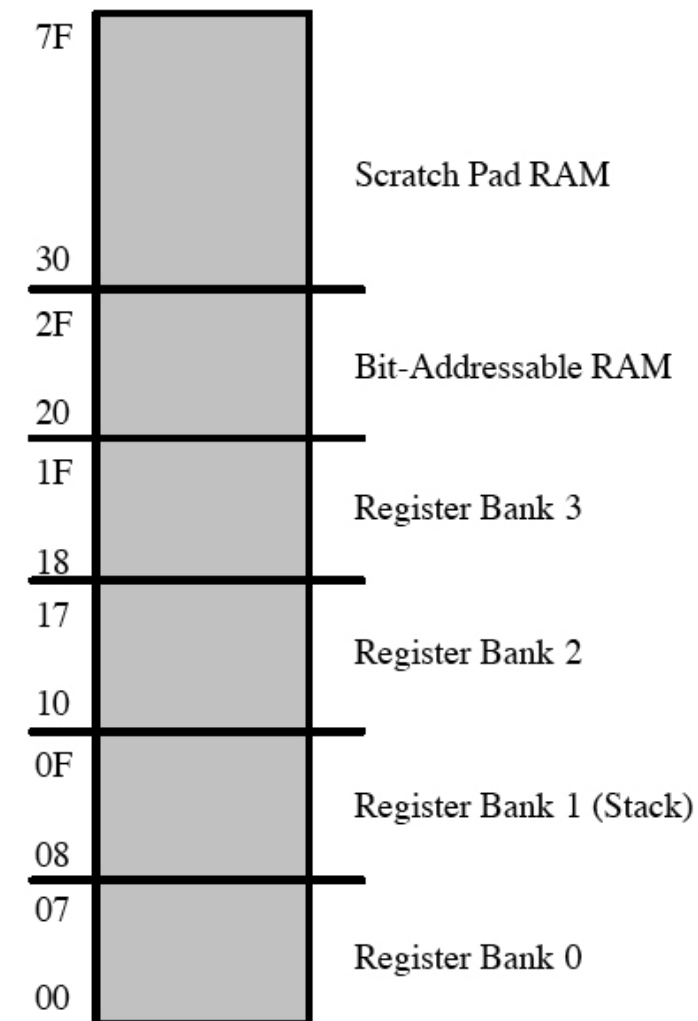 7F
Scratch Pad RAM
30
2F
Bit-Addressable RAM
20
1F
Register Bank 3
18
17
Register Bank 2
10
0F
Register Bank 1 (Stack)
08
07
Register Bank 0
00